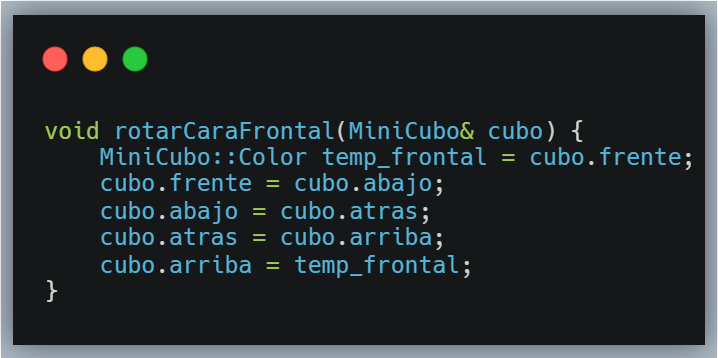 void rotarCaraFrontal(MiniCubo& cubo) {
    MiniCubo::Color temp_frontal = cubo.frente;
    cubo.frente = cubo.abajo;
    cubo.abajo = cubo.atras;
    cubo.atras = cubo.arriba;
    cubo.arriba = temp_frontal;
}